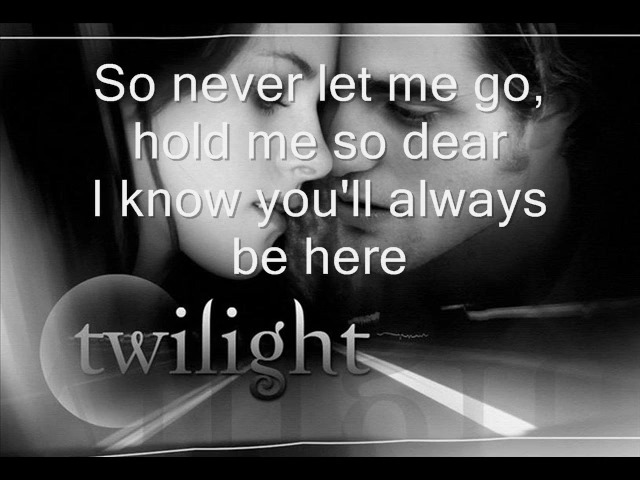 So never let me go,
hold me so dear
I know you'll always
be here
twilight